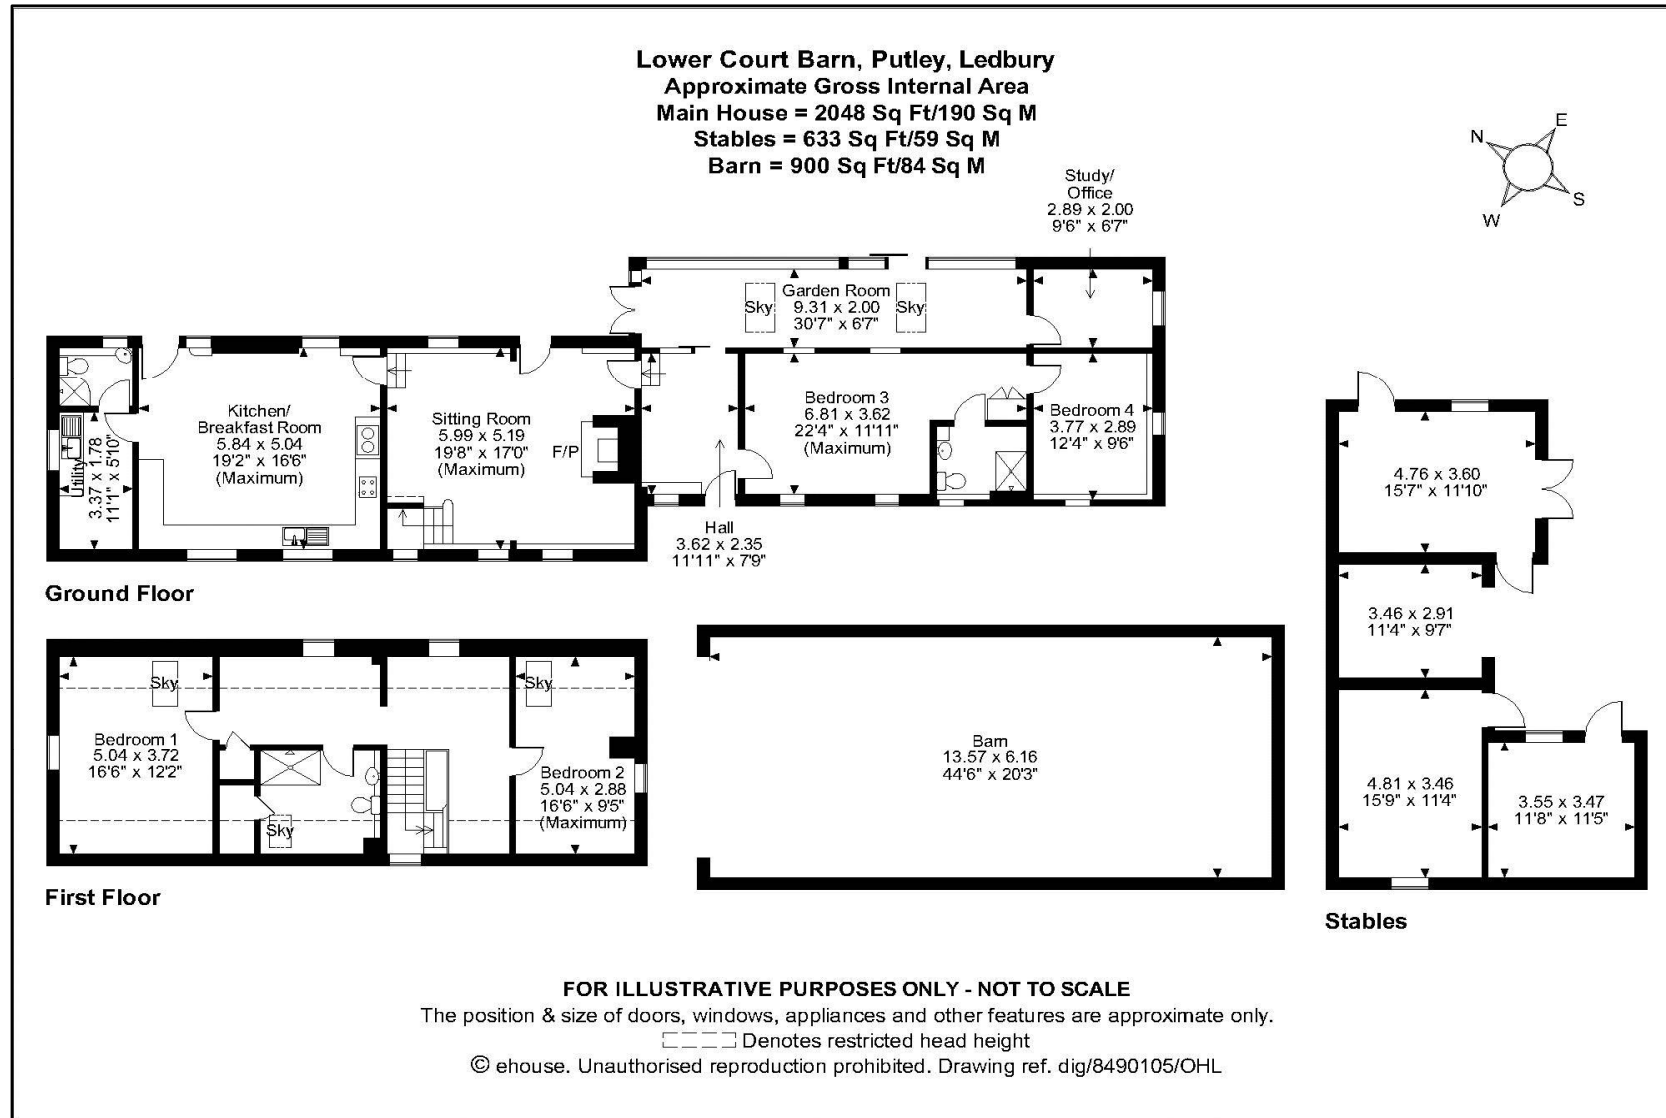 Lower Court Barn, Putley, Ledbury
Approximate Gross Internal Area
Main House = 2048 Sq Ft/190 Sq M
Stables = 633 Sq Ft/59 Sq M
Barn = 900 Sq Ft/84 Sq M
N
E
S
W
Study/
Office
2.89 x 2.00
9'6" x 6'7"
Garden Room
9.31 x 2.00
30'7" x 6'7"
Sky
Sky
Kitchen/
Breakfast Room
5.84 x 5.04
19'2" x 16'6"
(Maximum)
Utility
3.37 x 1.78
11'1" x 5'10"
Sitting Room
5.99 x 5.19
19'8" x 17'0"
(Maximum)
F/P
Bedroom 3
6.81 x 3.62
22'4" x 11'11"
(Maximum)
Bedroom 4
3.77 x 2.89
12'4" x 9'6"
Hall
3.62 x 2.35
11'11" x 7'9"
Ground Floor
4.76 x 3.60
15'7" x 11'10"
3.46 x 2.91
11'4" x 9'7"
4.81 x 3.46
15'9" x 11'4"
3.55 x 3.47
11'8" x 11'5"
Stables
Sky
Bedroom 1
5.04 x 3.72
16'6" x 12'2"
Sky
Sky
Bedroom 2
5.04 x 2.88
16'6" x 9'5"
(Maximum)
First Floor
Barn
13.57 x 6.16
44'6" x 20'3"
FOR ILLUSTRATIVE PURPOSES ONLY - NOT TO SCALE
The position & size of doors, windows, appliances and other features are approximate only.
Denotes restricted head height
© ehouse. Unauthorised reproduction prohibited. Drawing ref. dig/8490105/OHL